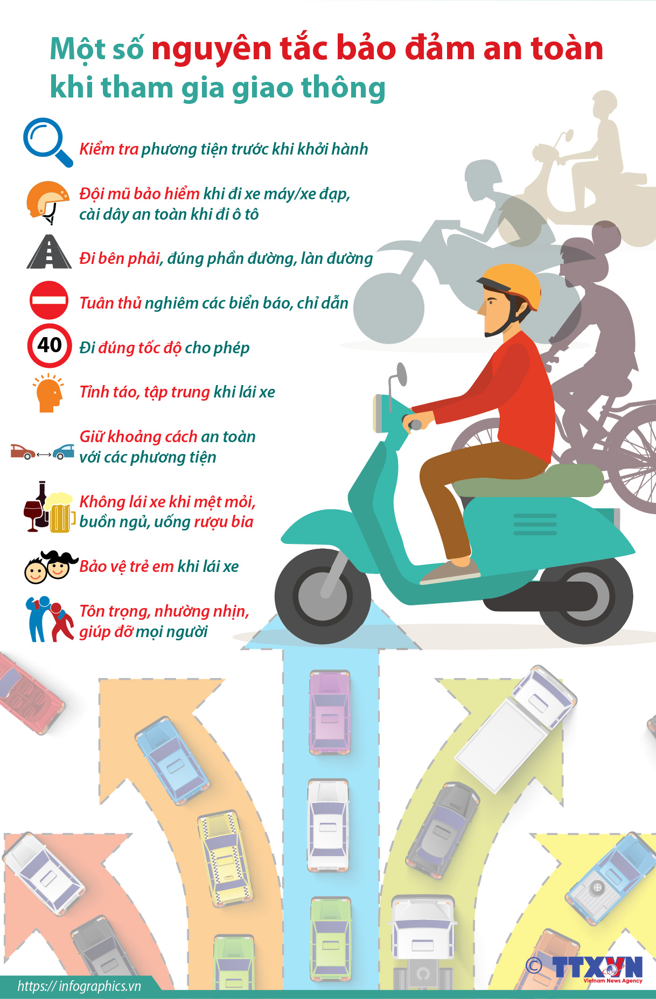 Một số nguyên tắc bảo đảm an toàn
khi tham gia giao thông
Kiểm tra phương tiện trước khi khởi hành
Đội mũ bảo hiểm khi đi xe máy/xe đạp,
cài dây an toàn khi đi ô tô
Đi bên phải, đúng phần đường, làn đường
Tuân thủ nghiêm các biển báo, chỉ dẫn
40
Đi đúng tốc độ cho phép
Tỉnh táo, tập trung khi lái xe
Giữ khoảng cách an toàn
với các phương tiện
Không lái xe khi mệt mỏi,
buồn ngủ, uống rượu bia
Bảo vệ trẻ em khi lái xe
Tôn trọng, nhường nhịn,
giúp đỡ mọi người
© TTXVN
Vietnam News Agency
https:// infographics.vn